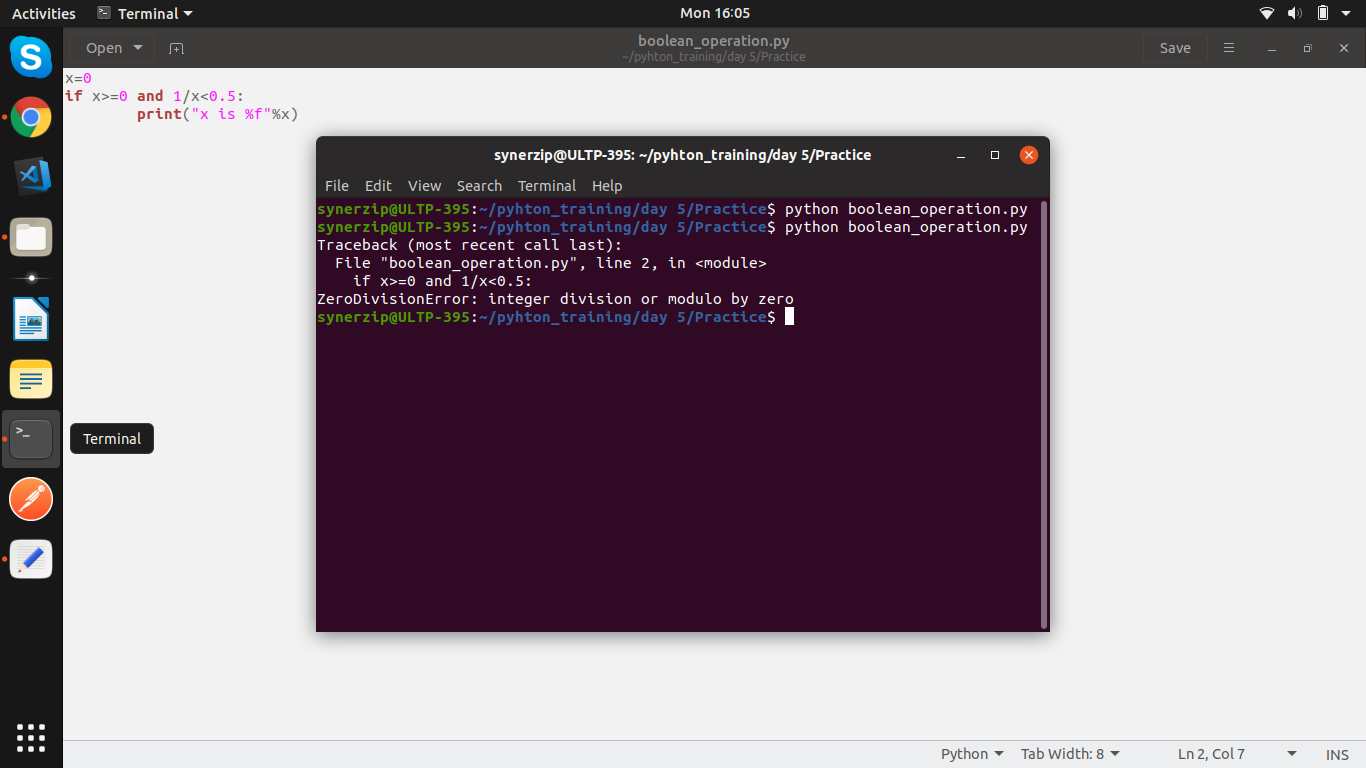 Activities
Terminal
Mon 16:05
Open
boolean_operation.py
~/pyhton_training/day 5/Practice
Save
x=0
if x>=0 and 1/x<0.5:
        print("x is %f"%x)
synerzip@ULTP-395: ~/pyhton_training/day 5/Practice
File Edit View Search Terminal Help
synerzip@ULTP-395:~/pyhton_training/day 5/Practice$ python boolean_operation.py
synerzip@ULTP-395:~/pyhton_training/day 5/Practice$ python boolean_operation.py
Traceback (most recent call last):
  File "boolean_operation.py", line 2, in <module>
    if x>=0 and 1/x<0.5:
ZeroDivisionError: integer division or modulo by zero
synerzip@ULTP-395:~/pyhton_training/day 5/Practice$
Terminal
Python
Tab Width: 8
Ln 2, Col 7
INS